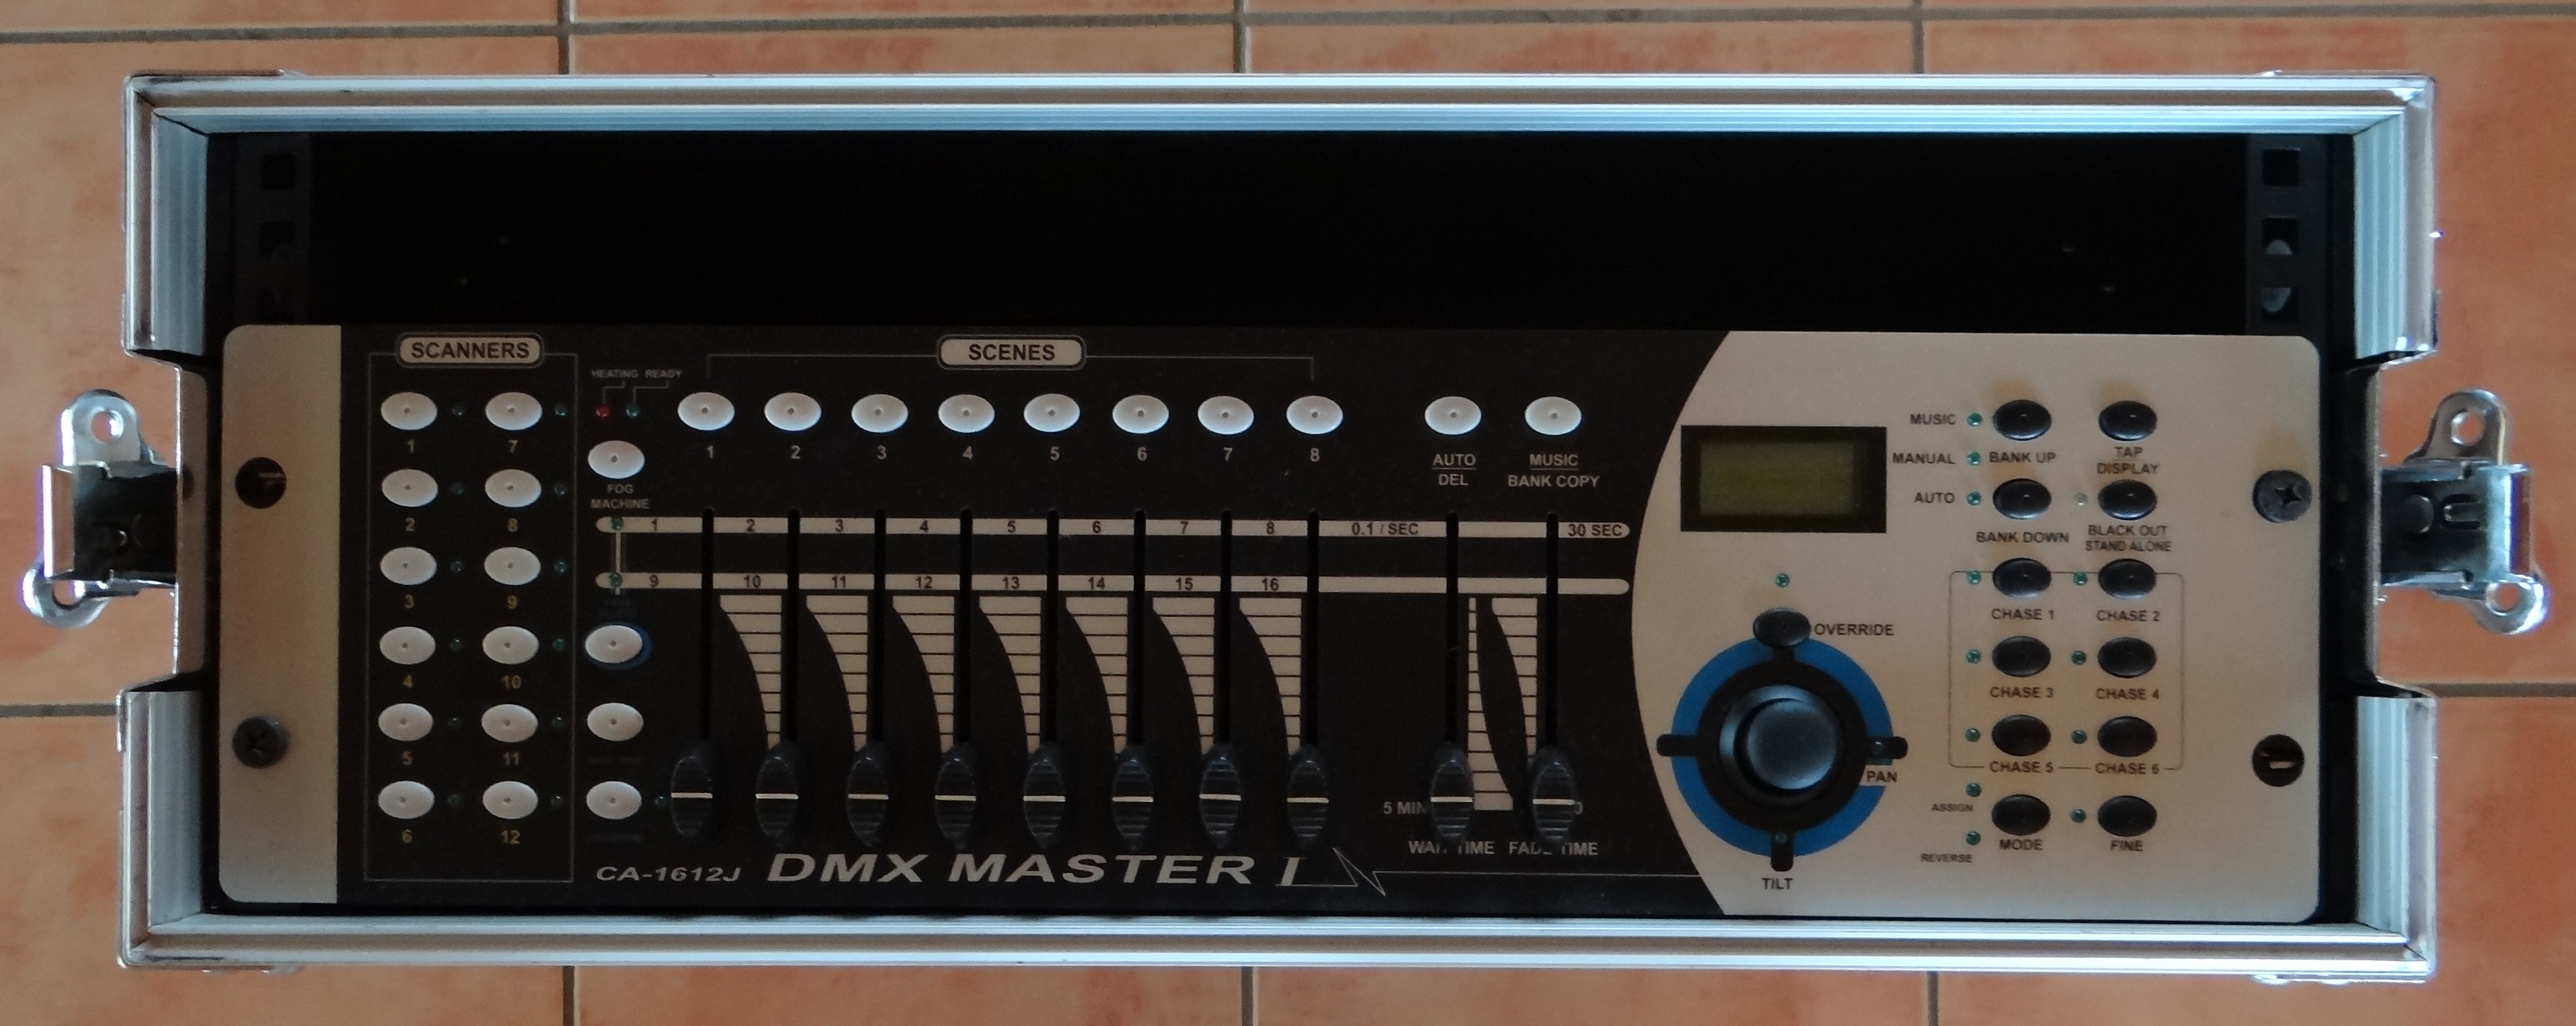 SCANNERS
1
7
2
8
3
9
4
10
5
11
6
12
HEATING READY
FOG
MACHINE
SCENES
1 2 3 4 5 6 7 8
AUTO
DEL
MUSIC
BANK COPY
1 2 3 4 5 6 7 8 0.1 / SEC 30 SEC
9 10 11 12 13 14 15 16
5 MIN
WAIT TIME FADE TIME
CA-1612J DMX MASTER I
MUSIC
MANUAL
AUTO
BANK UP
TAP
DISPLAY
BANK DOWN
BLACK OUT
STAND ALONE
OVERRIDE
PAN
TILT
CHASE 1 CHASE 2
CHASE 3 CHASE 4
CHASE 5 CHASE 6
ASSIGN
REVERSE
MODE
FINE